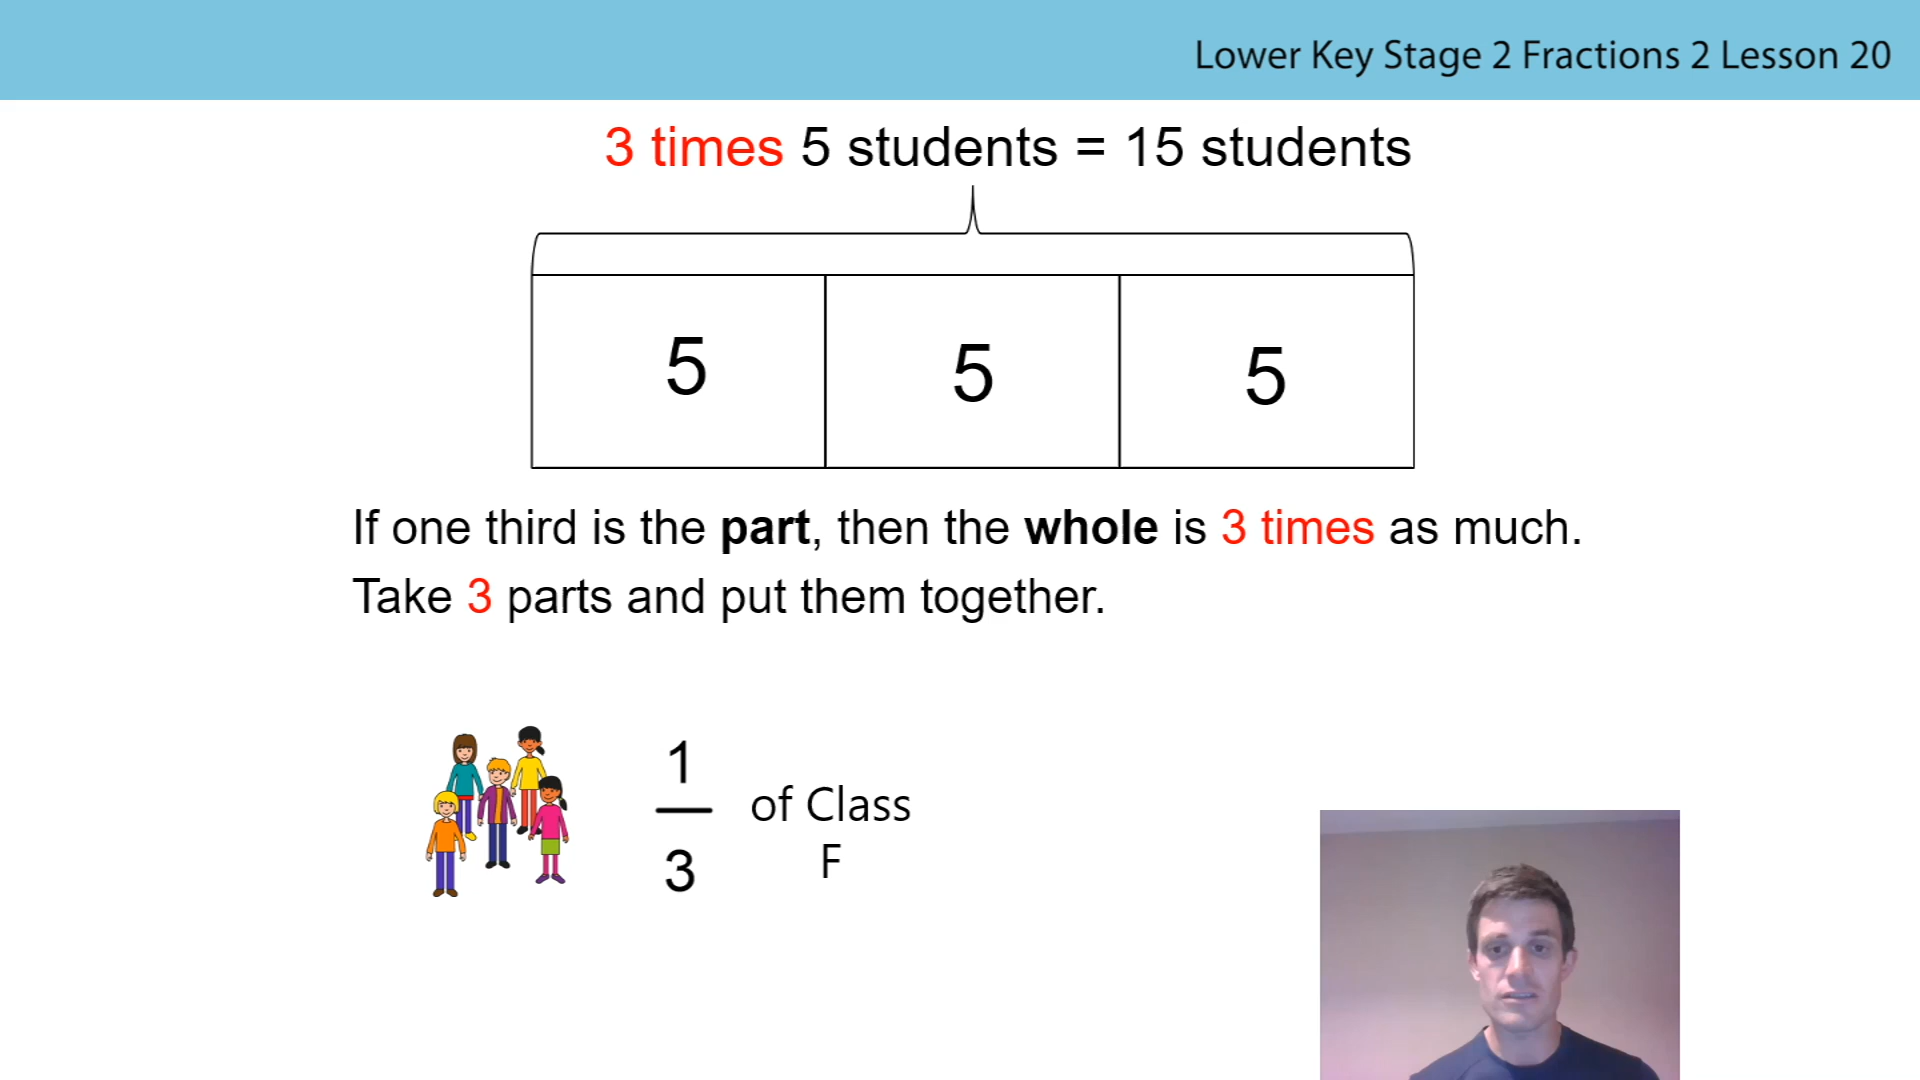 Lower Key Stage 2 Fractions 2 Lesson 20
3 times 5 students = 15 students
5 5 5
If one third is the part, then the whole is 3 times as much.
Take 3 parts and put them together.
1
3
of Class
F